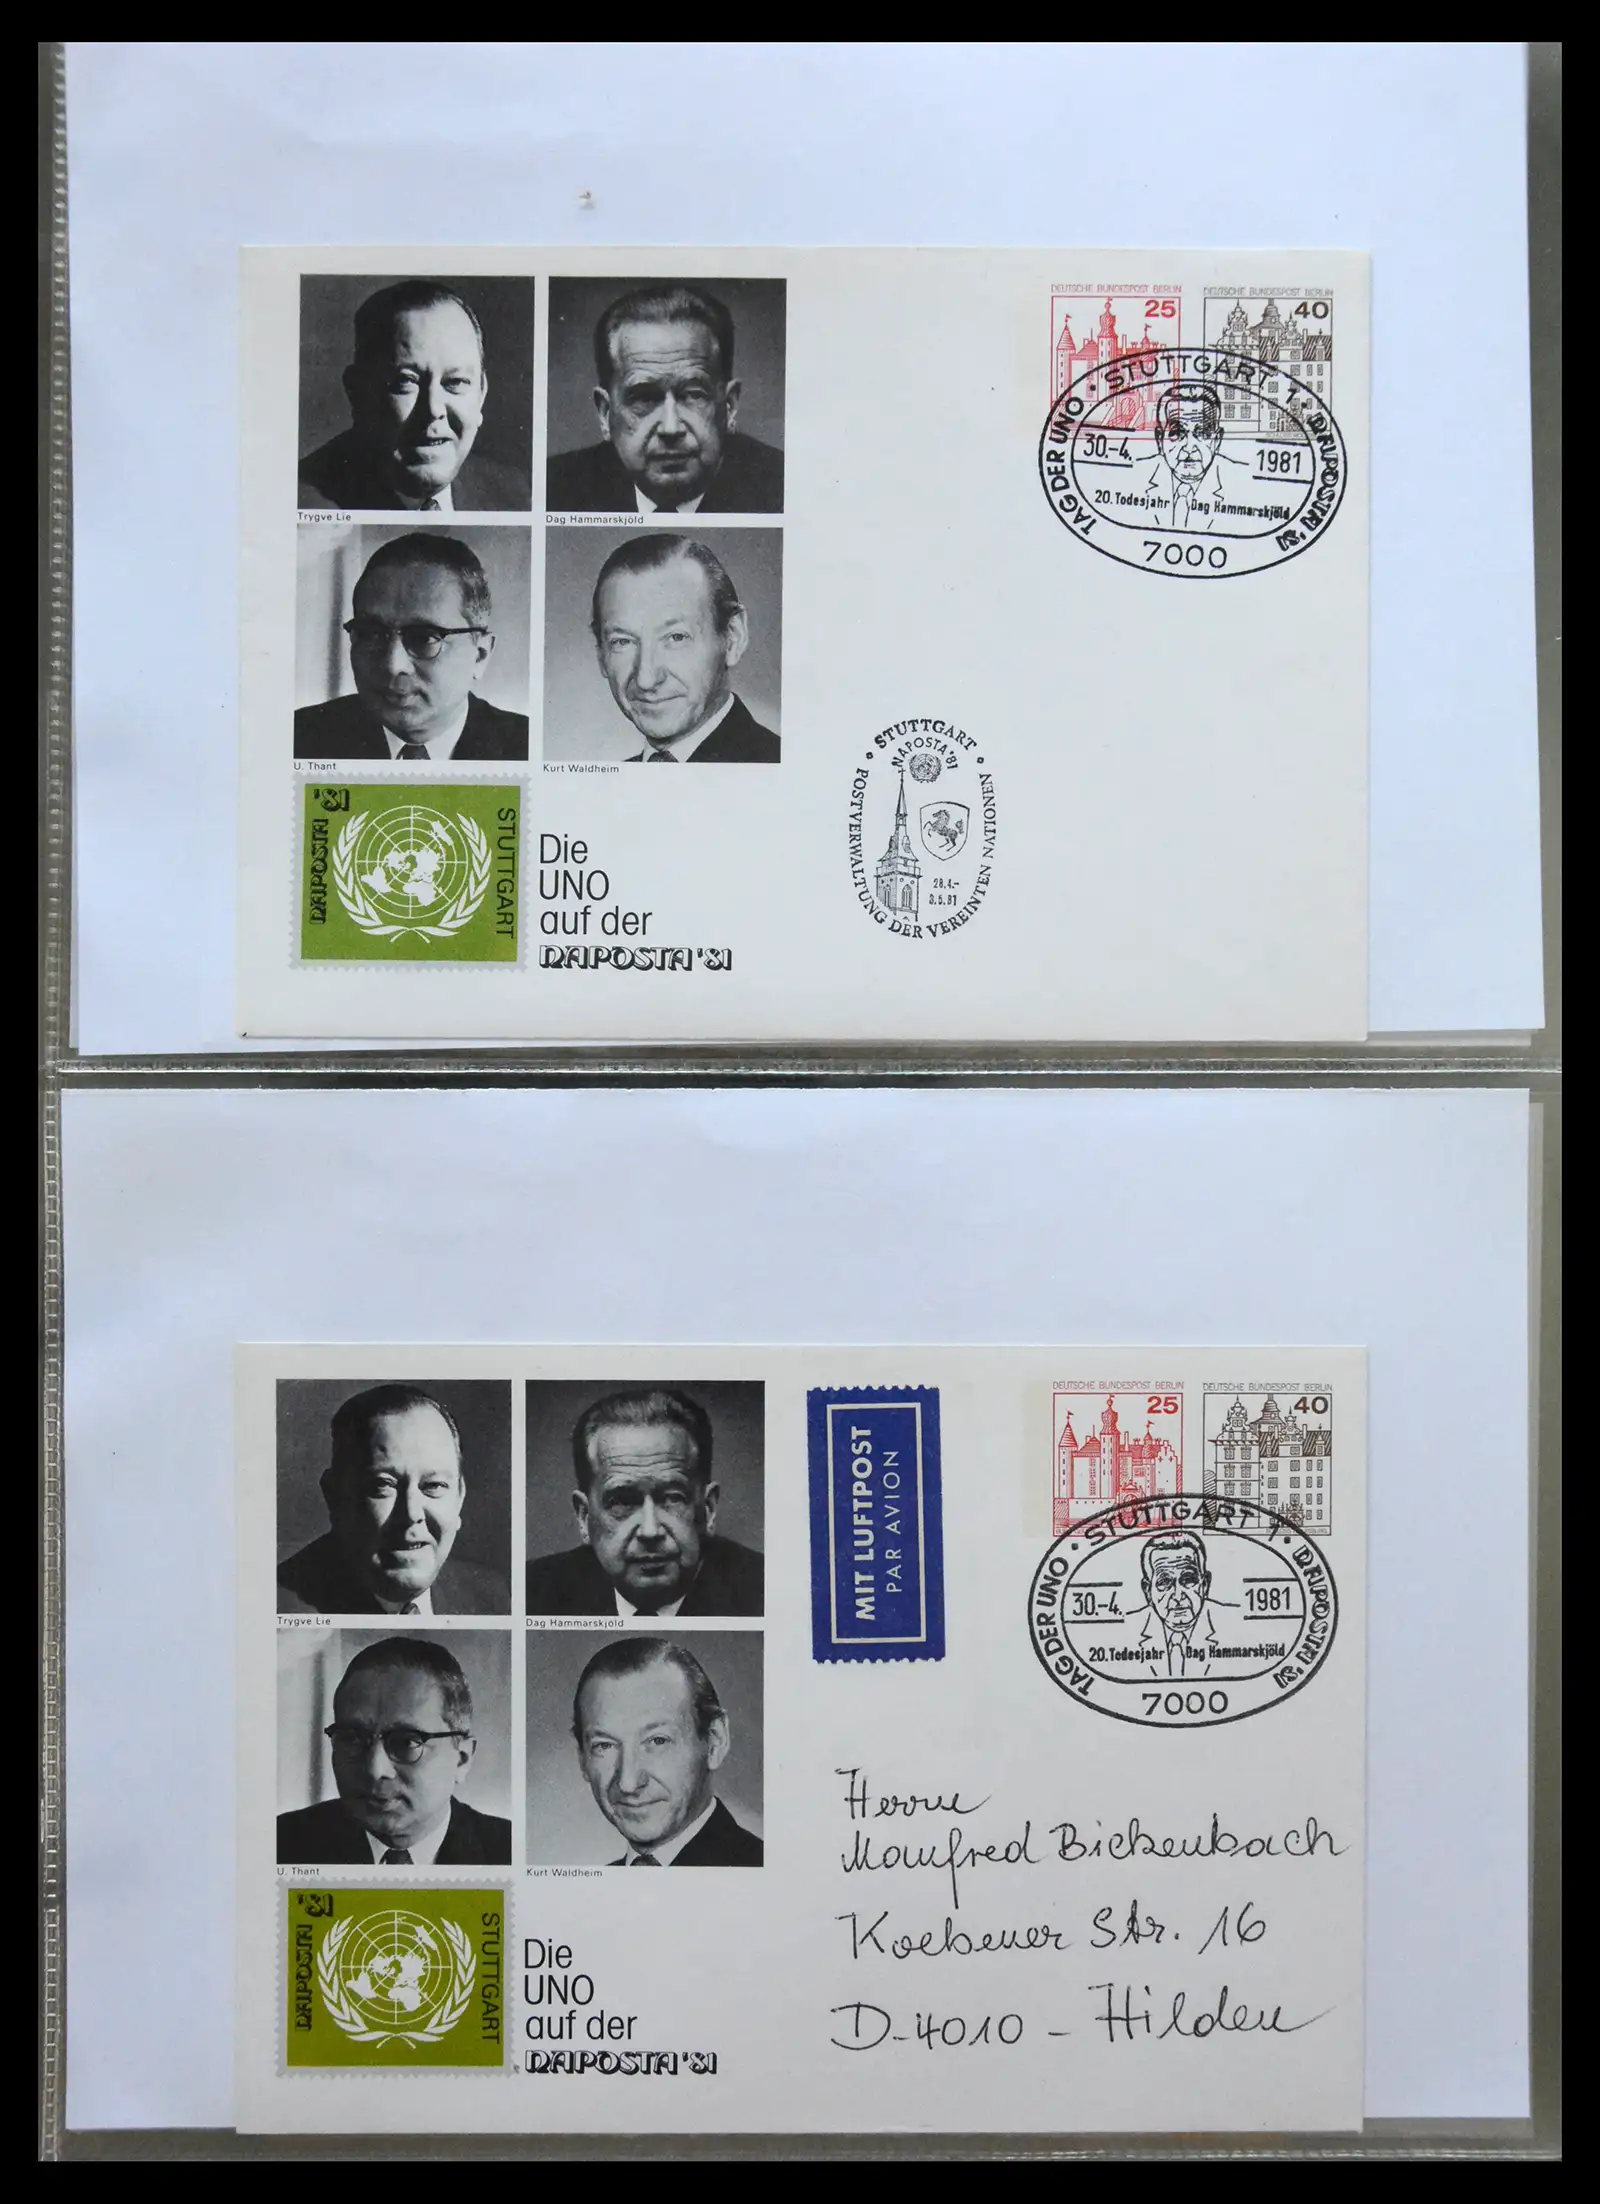 DEUTSCHE BUNDESPOST BERLIN
25
DEUTSCHE BUNDESPOST BERLIN
40
STUTTGART 1
TAG DER UNO
NAPOSTA '81
30.-4.
1981
20. Todesjahr Dag Hammarskjöld
7000
Trygve Lie
Dag Hammarskjöld
U. Thant
Kurt Waldheim
NAPOSTA '81
STUTTGART
Die
UNO
auf der
NAPOSTA '81
STUTTGART
NAPOSTA '81
POSTVERWALTUNG DER VEREINTEN NATIONEN
28.4.-
3.5.81
DEUTSCHE BUNDESPOST BERLIN
25
DEUTSCHE BUNDESPOST BERLIN
40
MIT LUFTPOST
PAR AVION
STUTTGART 1
TAG DER UNO
NAPOSTA '81
30.-4.
1981
20. Todesjahr Dag Hammarskjöld
7000
Trygve Lie
Dag Hammarskjöld
U. Thant
Kurt Waldheim
NAPOSTA '81
STUTTGART
Die
UNO
auf der
NAPOSTA '81
Herrn
Manfred Bickenbach
Str. 16
D-4010 - Hilden